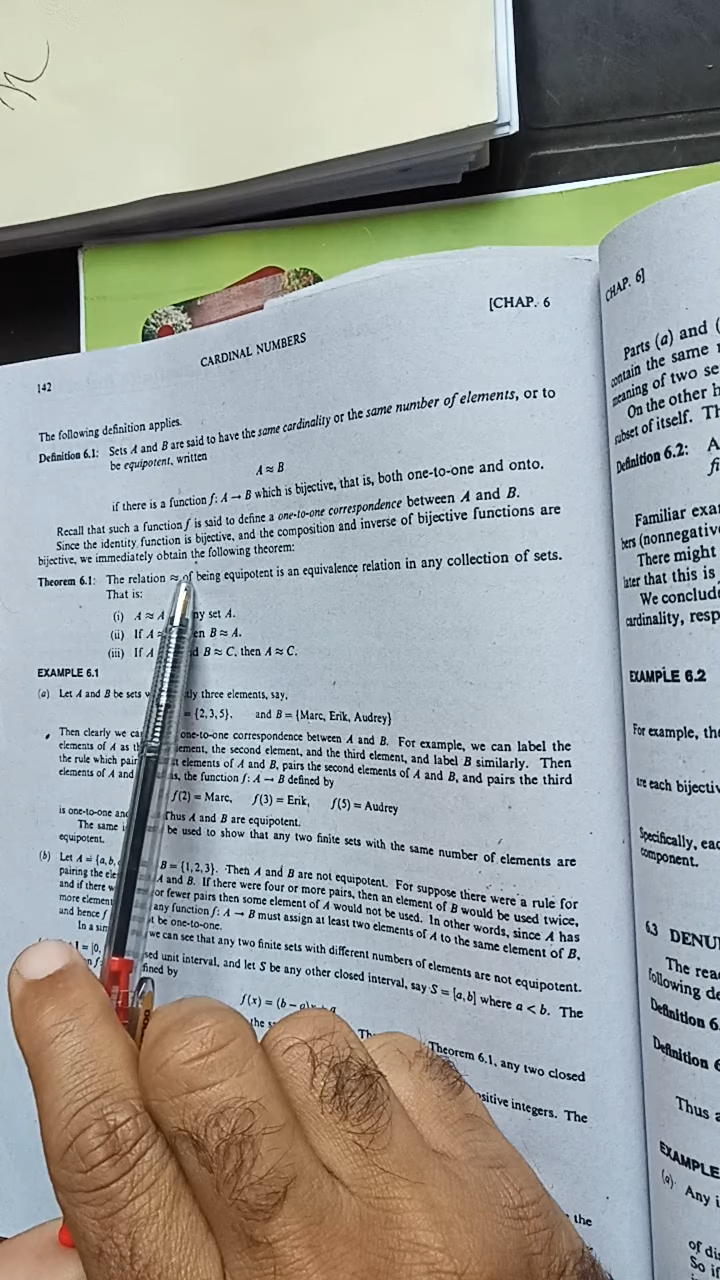 142
CARDINAL NUMBERS
[CHAP. 6
The following definition applies.
Definition 6.1: Sets A and B are said to have the same cardinality or the same number of elements, or to
be equipotent, written
A ≈ B
if there is a function f: A → B which is bijective, that is, both one-to-one and onto.
Recall that such a function f is said to define a one-to-one correspondence between A and B.
Since the identity function is bijective, and the composition and inverse of bijective functions are
bijective, we immediately obtain the following theorem:
Theorem 6.1: The relation ≈ of being equipotent is an equivalence relation in any collection of sets.
That is:
(i) A ≈ A ny set A.
(ii) If A ≈ en B ≈ A.
(iii) If A d B ≈ C, then A ≈ C.
EXAMPLE 6.1
(a) Let A and B be sets tly three elements, say,
= {2, 3, 5}, and B = {Marc, Erik, Audrey}
Then clearly we ca one-to-one correspondence between A and B. For example, we can label the
elements of A as th ement, the second element, and the third element, and label B similarly. Then
the rule which pair elements of A and B, pairs the second elements of A and B, and pairs the third
elements of A and is, the function f: A → B defined by
f(2) = Marc, f(3) = Erik, f(5) = Audrey
is one-to-one and Thus A and B are equipotent.
The same i be used to show that any two finite sets with the same number of elements are
equipotent.
(b) Let A = {a, b, B = {1, 2, 3}. Then A and B are not equipotent. For suppose there were a rule for
pairing the ele A and B. If there were four or more pairs, then an element of B would be used twice,
and if there w or fewer pairs then some element of A would not be used. In other words, since A has
more element any function f: A → B must assign at least two elements of A to the same element of B,
and hence f t be one-to-one.
In a sim we can see that any two finite sets with different numbers of elements are not equipotent.
I = [0, sed unit interval, and let S be any other closed interval, say S = [a, b] where a < b. The
fined by
f(x) = (b − a)x + a
the s Theorem 6.1, any two closed
ositive integers. The
the
CHAP. 6]
Parts (a) and (
contain the same
meaning of two se
On the other h
subset of itself. Th
Definition 6.2: A
fi
Familiar exa
bers (nonnegative
There might
later that this is
We conclude
cardinality, resp
EXAMPLE 6.2
For example, the
are each bijectiv
Specifically, eac
component.
6.3 DENU
The rea
following de
Definition 6.
Definition 6
Thus a
EXAMPLE
(a) Any i
of di
So if